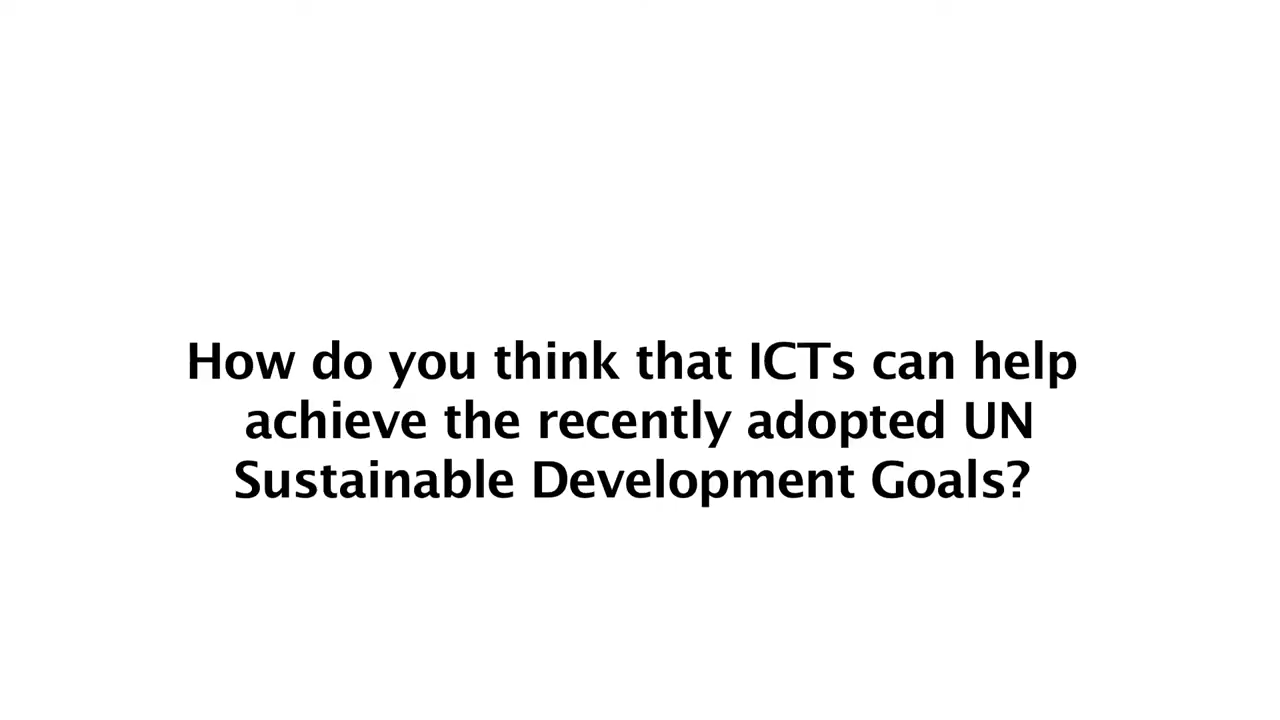 How do you think that ICTs can help
achieve the recently adopted UN
Sustainable Development Goals?